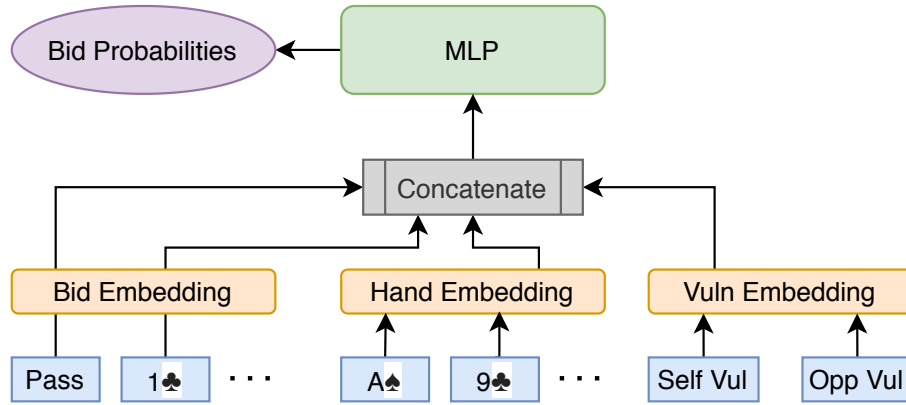 Bid Probabilities
MLP
Concatenate
Bid Embedding
Hand Embedding
Vuln Embedding
Pass
1♣
· · ·
A♠
9♣
· · ·
Self Vul
Opp Vul